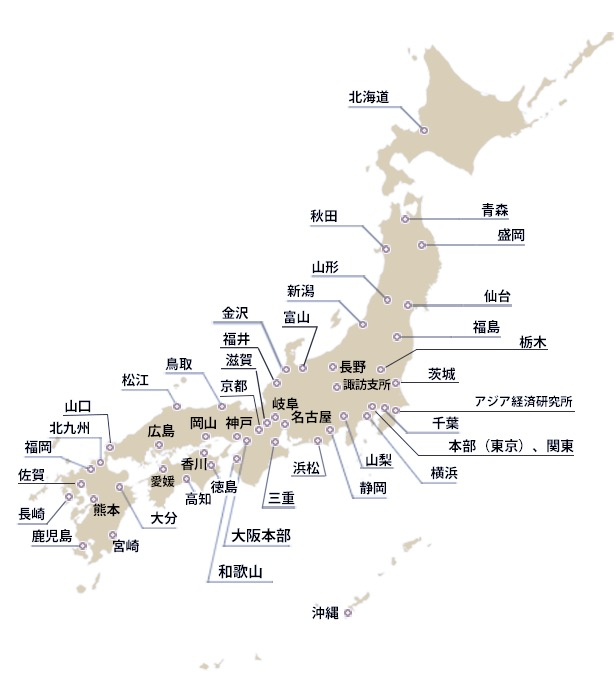 北海道
青森
秋田
盛岡
山形
新潟
仙台
金沢
富山
福島
福井
栃木
滋賀
鳥取
長野
茨城
松江
京都
諏訪支所
アジア経済研究所
山口
岐阜
名古屋
岡山
神戸
千葉
北九州
広島
本部（東京）、関東
福岡
香川
山梨
横浜
浜松
佐賀
愛媛
徳島
静岡
高知
三重
長崎
熊本
大分
鹿児島
宮崎
大阪本部
和歌山
沖縄